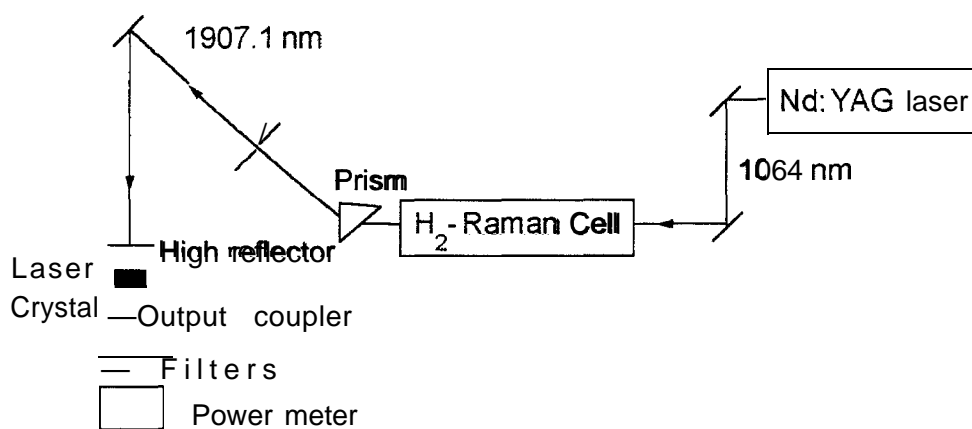 1907.1 nm
Nd:YAG laser
1064 nm
Prism
H2-Raman Cell
High reflector
Laser
Crystal
Output coupler
Filters
Power meter